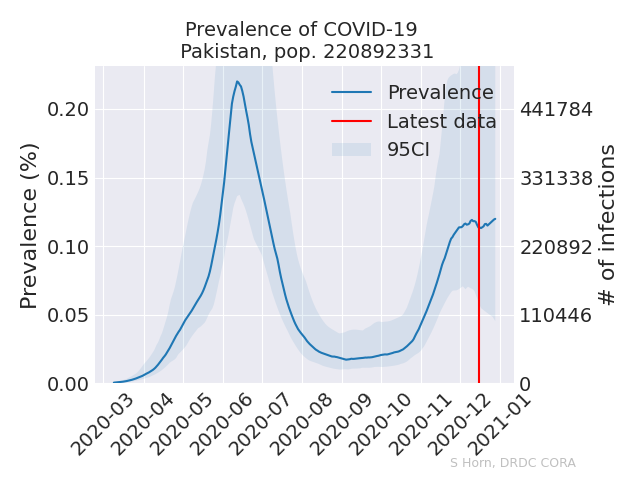 Prevalence of COVID-19
Pakistan, pop. 220892331
Prevalence (%)
0.20
0.15
0.10
0.05
0.00
Prevalence
Latest data
95CI
441784
331338
220892
110446
0
# of infections
2020-03
2020-04
2020-05
2020-06
2020-07
2020-08
2020-09
2020-10
2020-11
2020-12
2021-01
S Horn, DRDC CORA